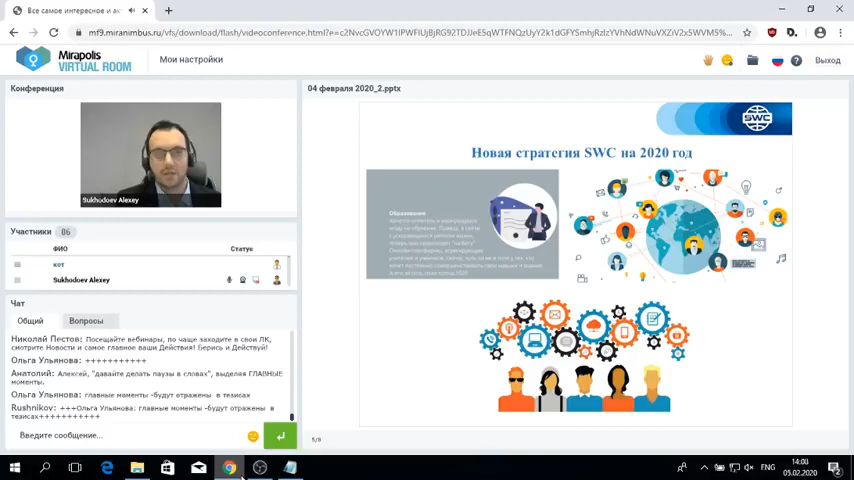 Все самое интересное и акт
mf9.miranimbus.ru/vfs/download/flash/videoconference.html?
Mirapolis
VIRTUAL ROOM
Мои настройки
Выход
Конференция
04 февраля 2020_2.pptx
Sukhodoev Alexey
SWC
Новая стратегия SWC на 2020 год
Образование
Участники 86
ФИО Статус
кот
Sukhodoev Alexey
Чат
Общий Вопросы
Николай Пестов: Посещайте вебинары, по чаще заходите в свои ЛК,
смотрите Новости и самое главное ваши Действия! Берись и Действуй!
Ольга Ульянова: +++++++++++
Анатолий: Алексей, "давайте делать паузы в словах", выделяя ГЛАВНЫЕ
моменты.
Ольга Ульянова: главные моменты -будут отражены в тезисах
Rushnikov: +++Ольга Ульянова: главные моменты -будут отражены в
тезисах+++++++++++
Введите сообщение...
5/8
ENG
14:00
05.02.2020
2